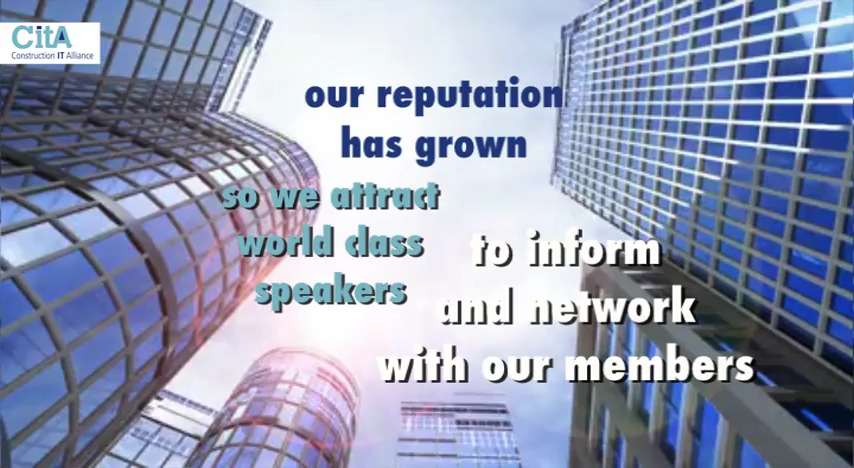 CitA
Construction IT Alliance
our reputation
has grown
so we attract
world class
speakers
to inform
and network
with our members